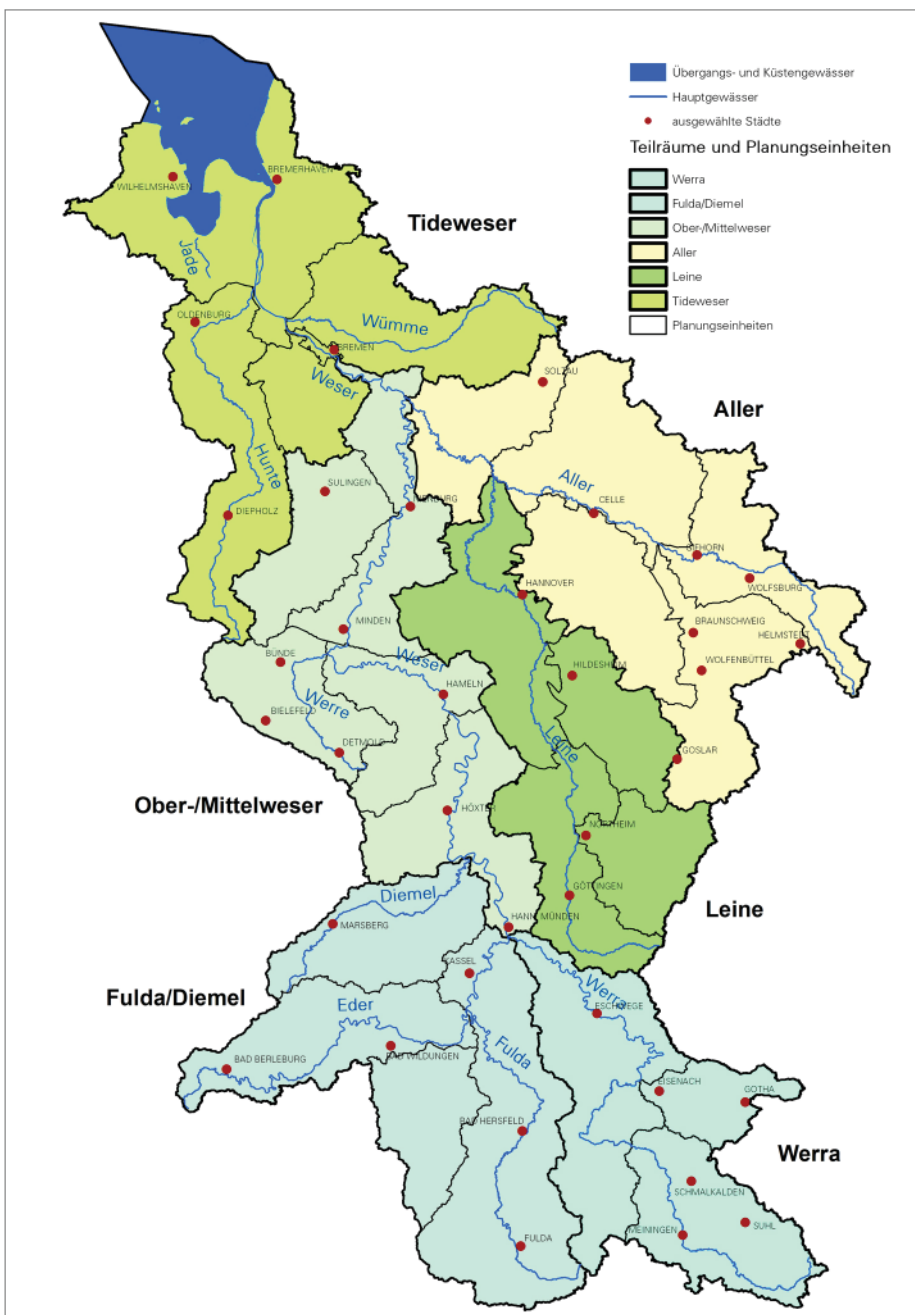 Übergangs- und Küstengewässer
Hauptgewässer
ausgewählte Städte
Teilräume und Planungseinheiten
Werra
Fulda/Diemel
Ober-/Mittelweser
Aller
Leine
Tideweser
Planungseinheiten
BREMERHAVEN
WILHELMSHAVEN
Tideweser
Jade
OLDENBURG
Wümme
BREMEN
Weser
SOLTAU
Aller
Hunte
SULINGEN
Aller
DIEPHOLZ
NIENBURG
CELLE
GIFHORN
WOLFSBURG
HANNOVER
MINDEN
BRAUNSCHWEIG
HELMSTEDT
BÜNDE
Weser
HILDESHEIM
WOLFENBÜTTEL
HAMELN
Werre
BIELEFELD
DETMOLD
Leine
GOSLAR
Ober-/Mittelweser
HÖXTER
NORTHEIM
Diemel
GÖTTINGEN
Leine
MARSBERG
HANN. MÜNDEN
KASSEL
Fulda/Diemel
Werra
Eder
ESCHWEGE
BAD WILDUNGEN
Fulda
BAD BERLEBURG
EISENACH
GOTHA
BAD HERSFELD
Werra
SCHMALKALDEN
MEININGEN
SUHL
FULDA